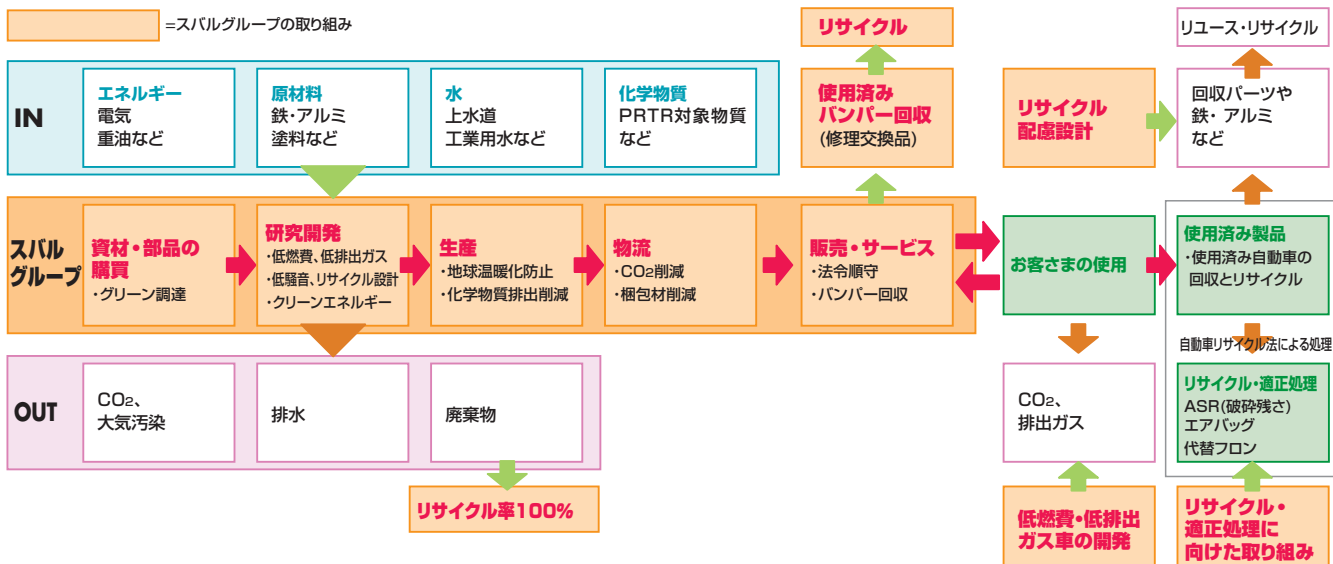 =スバルグループの取り組み
リサイクル
リユース・リサイクル
IN
エネルギー
電気
重油など
原材料
鉄・アルミ
塗料など
水
上水道
工業用水など
化学物質
PRTR対象物質
など
使用済み
バンパー回収
(修理交換品)
リサイクル
配慮設計
回収パーツや
鉄・アルミ
など
スバル
グループ
資材・部品の
購買
・グリーン調達
研究開発
・低燃費、低排出ガス
・低騒音、リサイクル設計
・クリーンエネルギー
生産
・地球温暖化防止
・化学物質排出削減
物流
・CO2削減
・梱包材削減
販売・サービス
・法令順守
・バンパー回収
お客さまの使用
使用済み製品
・使用済み自動車の
回収とリサイクル
自動車リサイクル法による処理
OUT
CO2、
大気汚染
排水
廃棄物
CO2、
排出ガス
リサイクル・適正処理
ASR(破砕残さ)
エアバッグ
代替フロン
リサイクル率100%
低燃費・低排出
ガス車の開発
リサイクル・
適正処理に
向けた取り組み